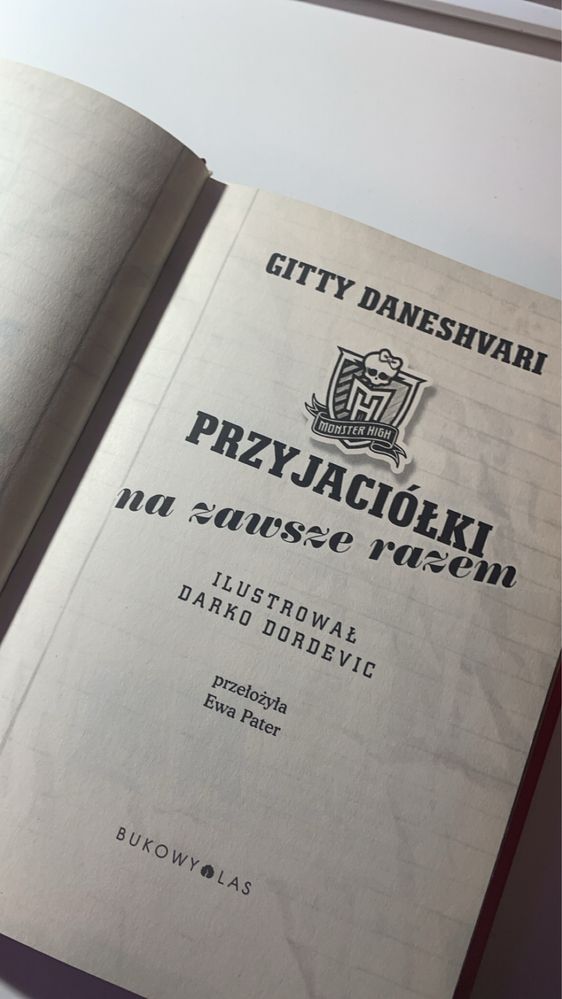 GITTY DANESHVARI
MONSTER HIGH
PRZYJACIÓŁKI
na zawsze razem
ILUSTROWAŁ
DARKO DORDEVIC
przełożyła
Ewa Pater
BUKOWY LAS